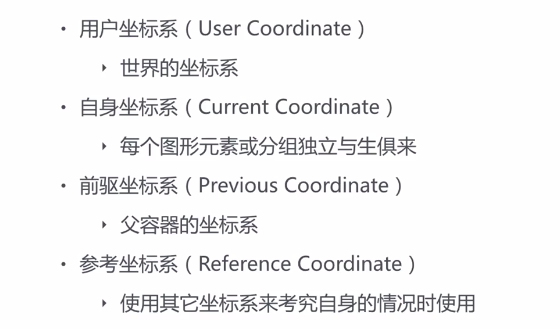 • 用户坐标系（User Coordinate）
‣ 世界的坐标系
• 自身坐标系（Current Coordinate）
‣ 每个图形元素或分组独立与生俱来
• 前驱坐标系（Previous Coordinate）
‣ 父容器的坐标系
• 参考坐标系（Reference Coordinate）
‣ 使用其它坐标系来考究自身的情况时使用